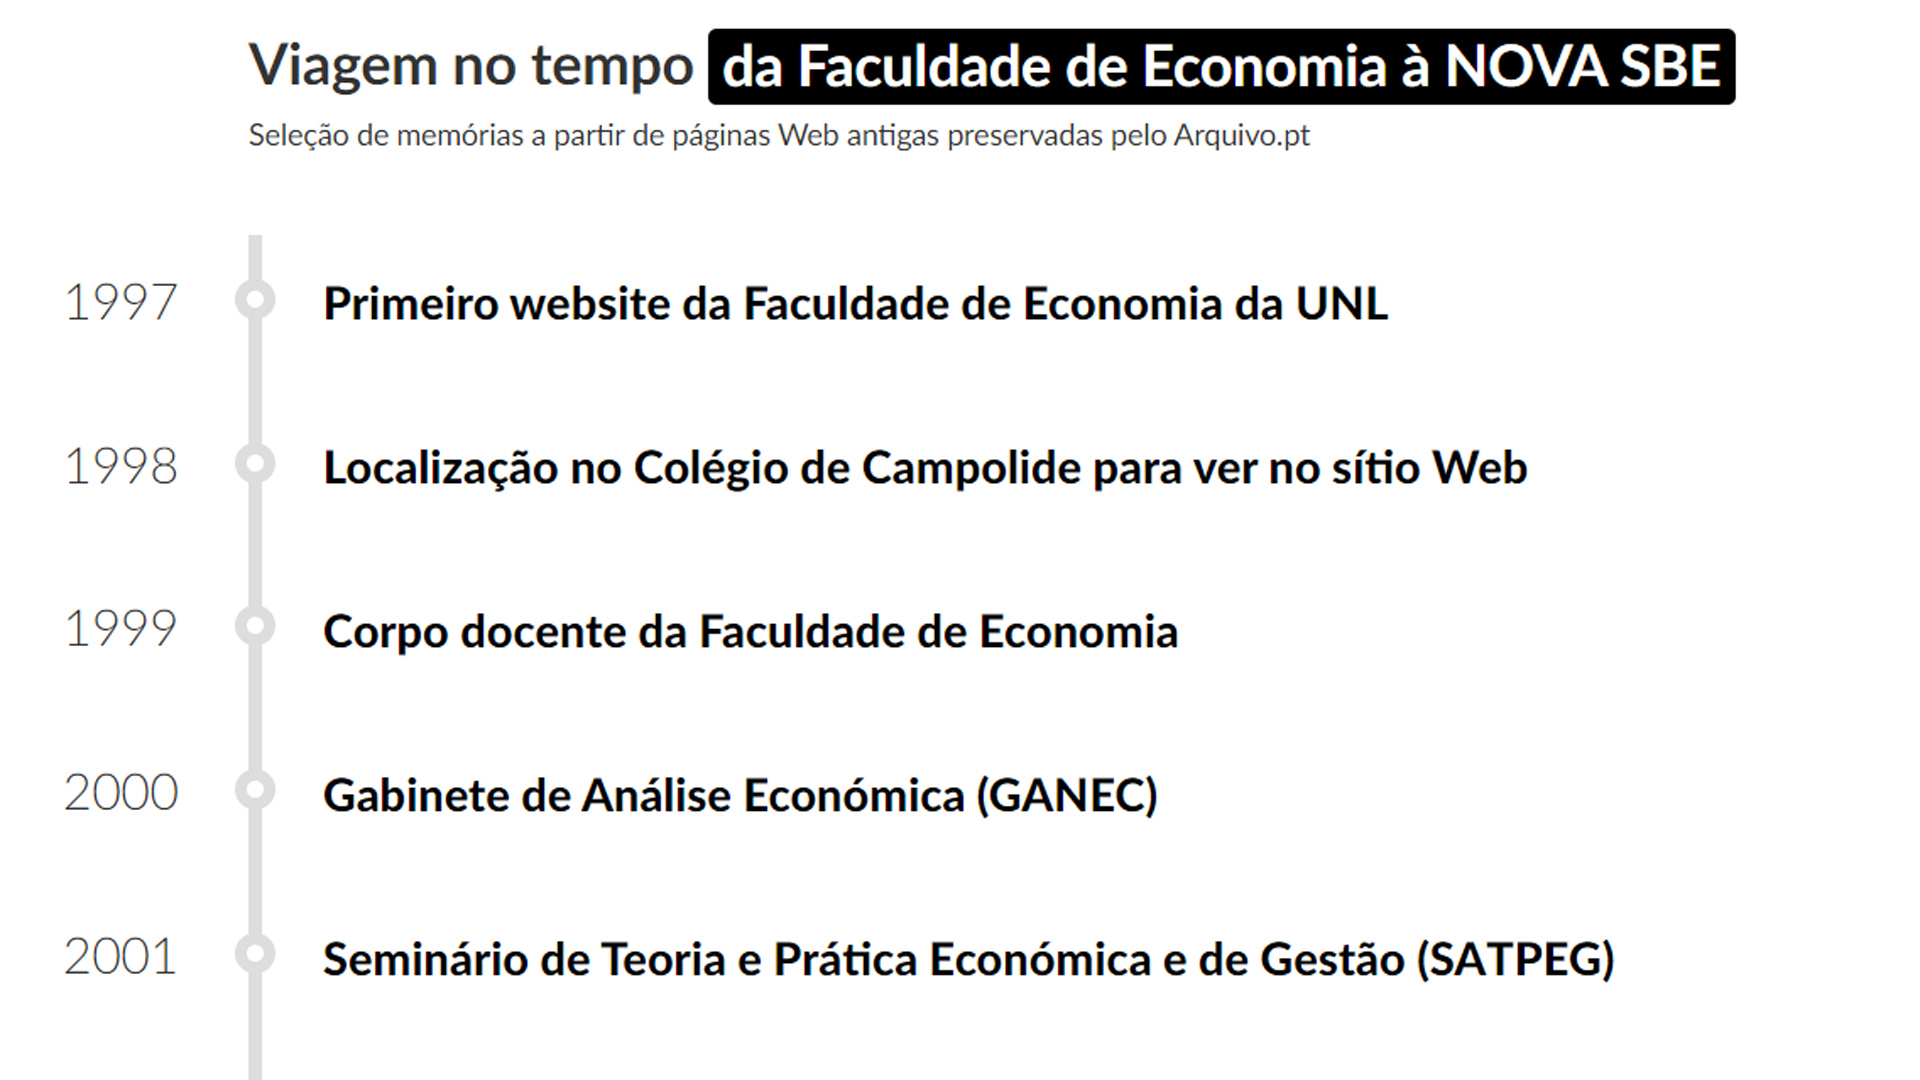 Viagem no tempo da Faculdade de Economia à NOVA SBE
Seleção de memórias a partir de páginas Web antigas preservadas pelo Arquivo.pt
1997 Primeiro website da Faculdade de Economia da UNL
1998 Localização no Colégio de Campolide para ver no sítio Web
1999 Corpo docente da Faculdade de Economia
2000 Gabinete de Análise Económica (GANEC)
2001 Seminário de Teoria e Prática Económica e de Gestão (SATPEG)